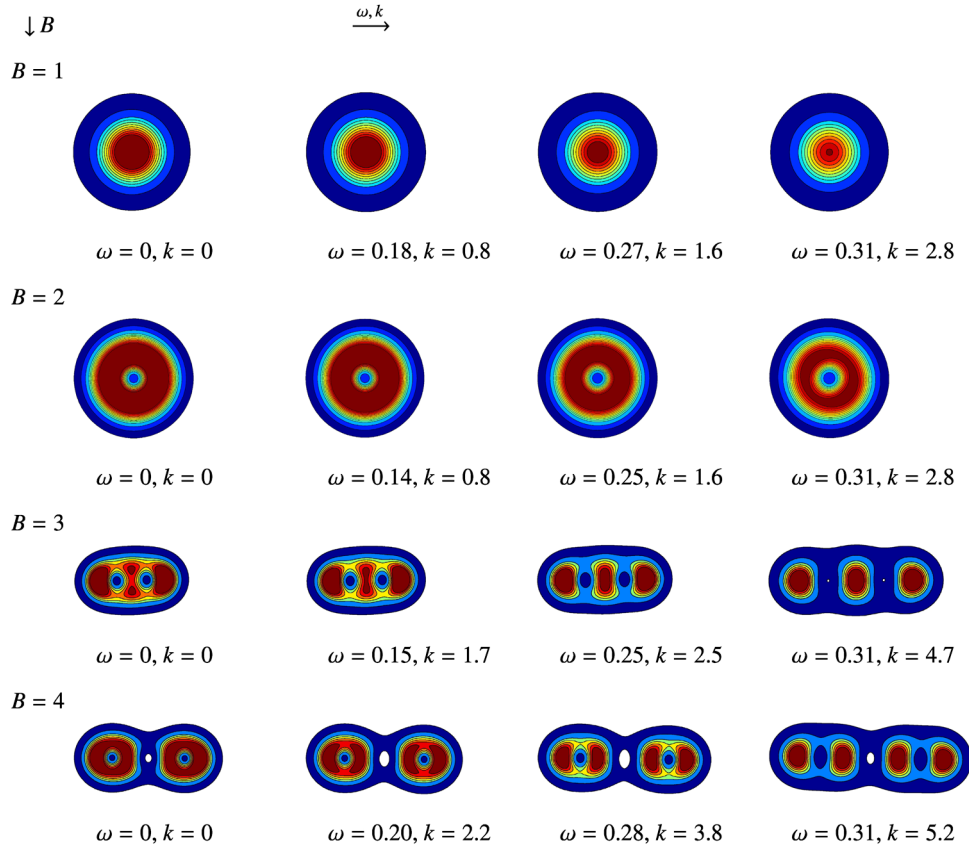 ↓ B
ω, k
B = 1
ω = 0, k = 0 ω = 0.18, k = 0.8 ω = 0.27, k = 1.6 ω = 0.31, k = 2.8
B = 2
ω = 0, k = 0 ω = 0.14, k = 0.8 ω = 0.25, k = 1.6 ω = 0.31, k = 2.8
B = 3
ω = 0, k = 0 ω = 0.15, k = 1.7 ω = 0.25, k = 2.5 ω = 0.31, k = 4.7
B = 4
ω = 0, k = 0 ω = 0.20, k = 2.2 ω = 0.28, k = 3.8 ω = 0.31, k = 5.2